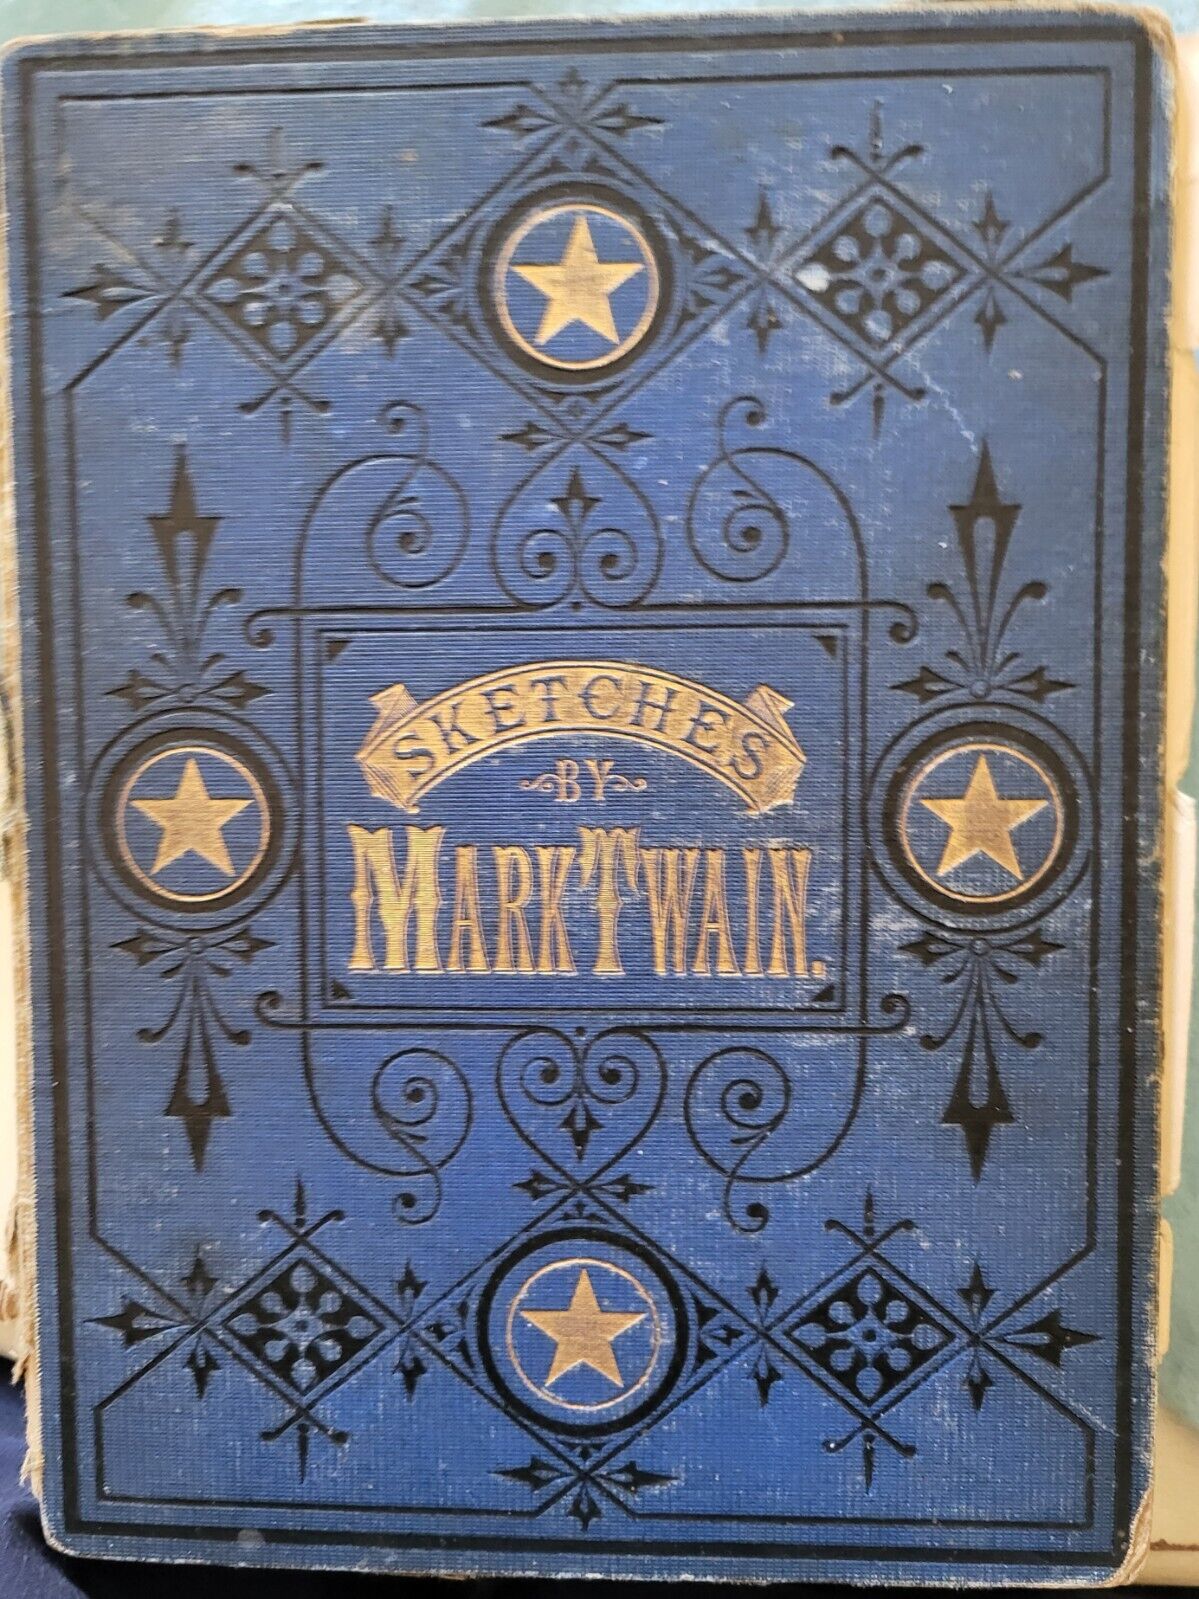 SKETCHES
BY
MARK TWAIN.